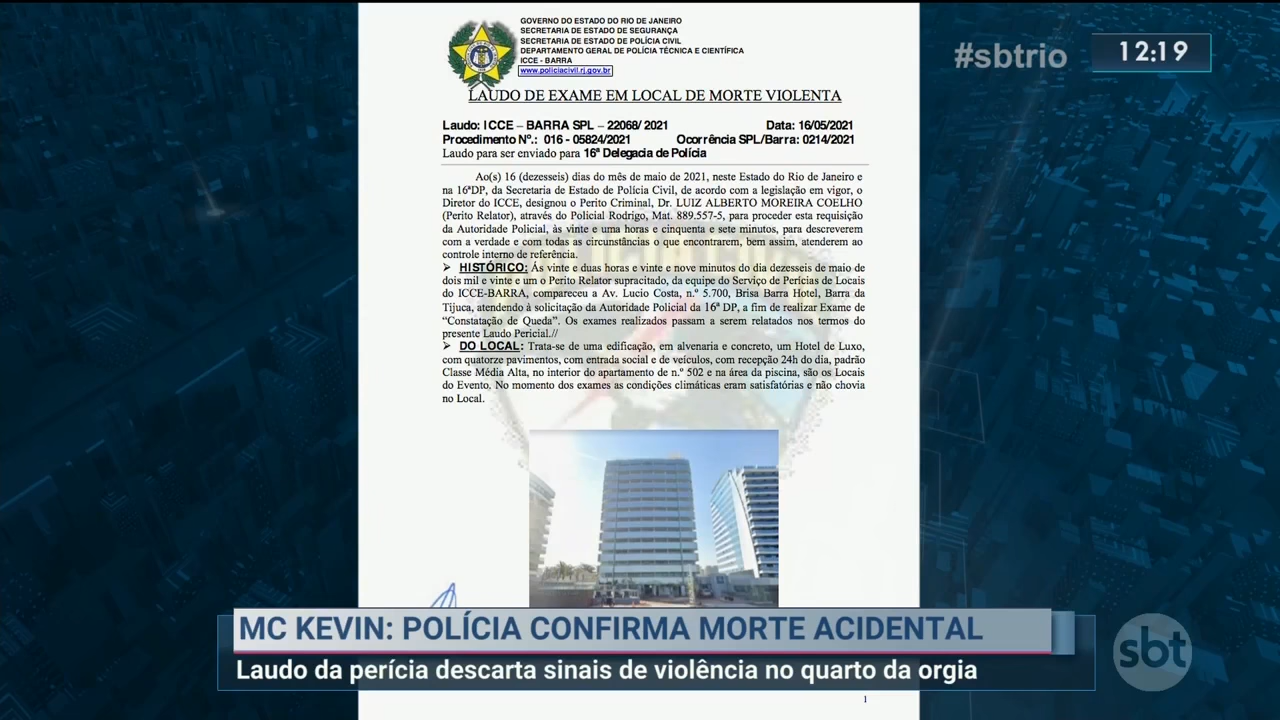 GOVERNO DO ESTADO DO RIO DE JANEIRO
SECRETARIA DE ESTADO DE SEGURANÇA
SECRETARIA DE ESTADO DE POLÍCIA CIVIL
DEPARTAMENTO GERAL DE POLÍCIA TÉCNICA E CIENTÍFICA
ICCE - BARRA
www.policiacivil.rj.gov.br
#sbtrio
12:19
LAUDO DE EXAME EM LOCAL DE MORTE VIOLENTA
Laudo: ICCE – BARRA SPL – 22068/ 2021 Data: 16/05/2021
Procedimento Nº.: 016 - 05824/2021 Ocorrência SPL/Barra: 0214/2021
Laudo para ser enviado para 16ª Delegacia de Polícia
Ao(s) 16 (dezesseis) dias do mês de maio de 2021, neste Estado do Rio de Janeiro e
na 16ªDP, da Secretaria de Estado de Polícia Civil, de acordo com a legislação em vigor, o
Diretor do ICCE, designou o Perito Criminal, Dr. LUIZ ALBERTO MOREIRA COELHO
(Perito Relator), através do Policial Rodrigo, Mat. 889.557-5, para proceder esta requisição
da Autoridade Policial, às vinte e uma horas e cinquenta e sete minutos, para descreverem
com a verdade e com todas as circunstâncias o que encontrarem, bem assim, atenderem ao
controle interno de referência.
➢ HISTÓRICO: Ás vinte e duas horas e vinte e nove minutos do dia dezesseis de maio de
dois mil e vinte e um o Perito Relator supracitado, da equipe do Serviço de Perícias de Locais
do ICCE-BARRA, compareceu a Av. Lucio Costa, n.º 5.700, Brisa Barra Hotel, Barra da
Tijuca, atendendo à solicitação da Autoridade Policial da 16ª DP, a fim de realizar Exame de
“Constatação de Queda”. Os exames realizados passam a serem relatados nos termos do
presente Laudo Pericial.//
➢ DO LOCAL: Trata-se de uma edificação, em alvenaria e concreto, um Hotel de Luxo,
com quatorze pavimentos, com entrada social e de veículos, com recepção 24h do dia, padrão
Classe Média Alta, no interior do apartamento de n.º 502 e na área da piscina, são os Locais
do Evento. No momento dos exames as condições climáticas eram satisfatórias e não chovia
no Local.
MC KEVIN: POLÍCIA CONFIRMA MORTE ACIDENTAL
Laudo da perícia descarta sinais de violência no quarto da orgia
sbt
1